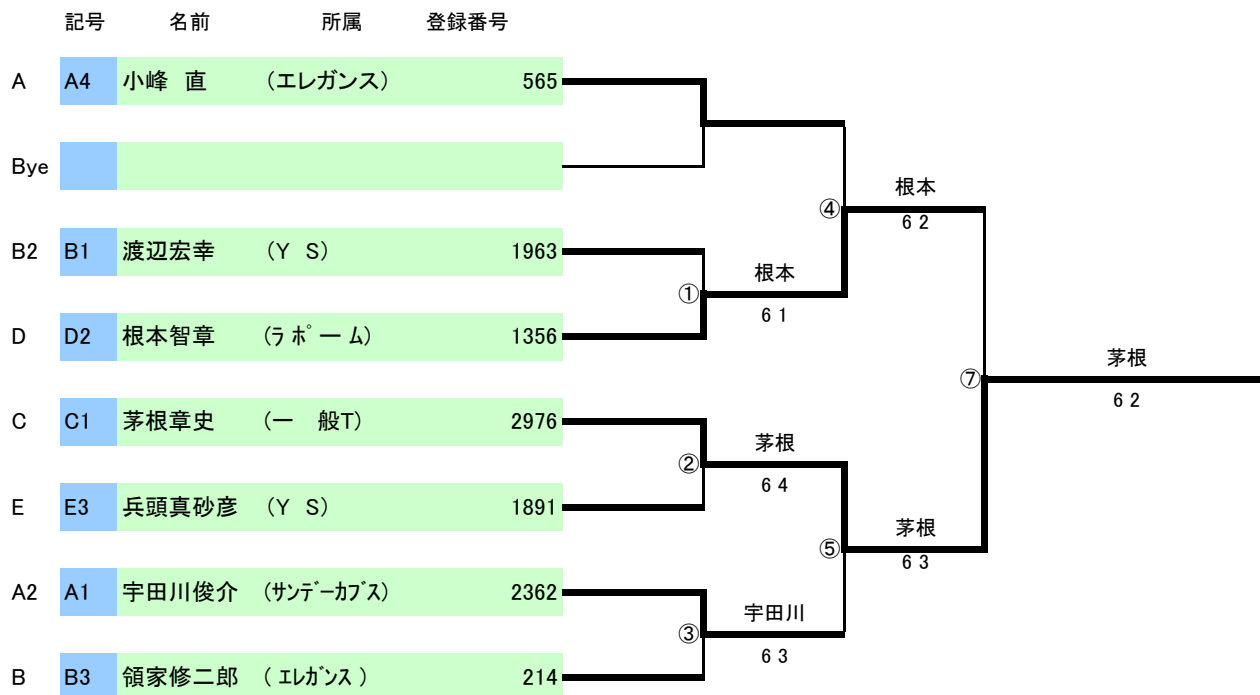 記号 名前 所属 登録番号
A A4 小峰 直 (エレガンス) 565
Bye
根本
④
6 2
B2 B1 渡辺宏幸 (Y S) 1963
根本
①
6 1
D D2 根本智章 (ラポーム) 1356
茅根
⑦
6 2
C C1 茅根章史 (一 般T) 2976
茅根
②
6 4
E E3 兵頭真砂彦 (Y S) 1891
茅根
⑤
6 3
A2 A1 宇田川俊介 (サンデーカブス) 2362
宇田川
③
6 3
B B3 領家修二郎 (エレガンス) 214